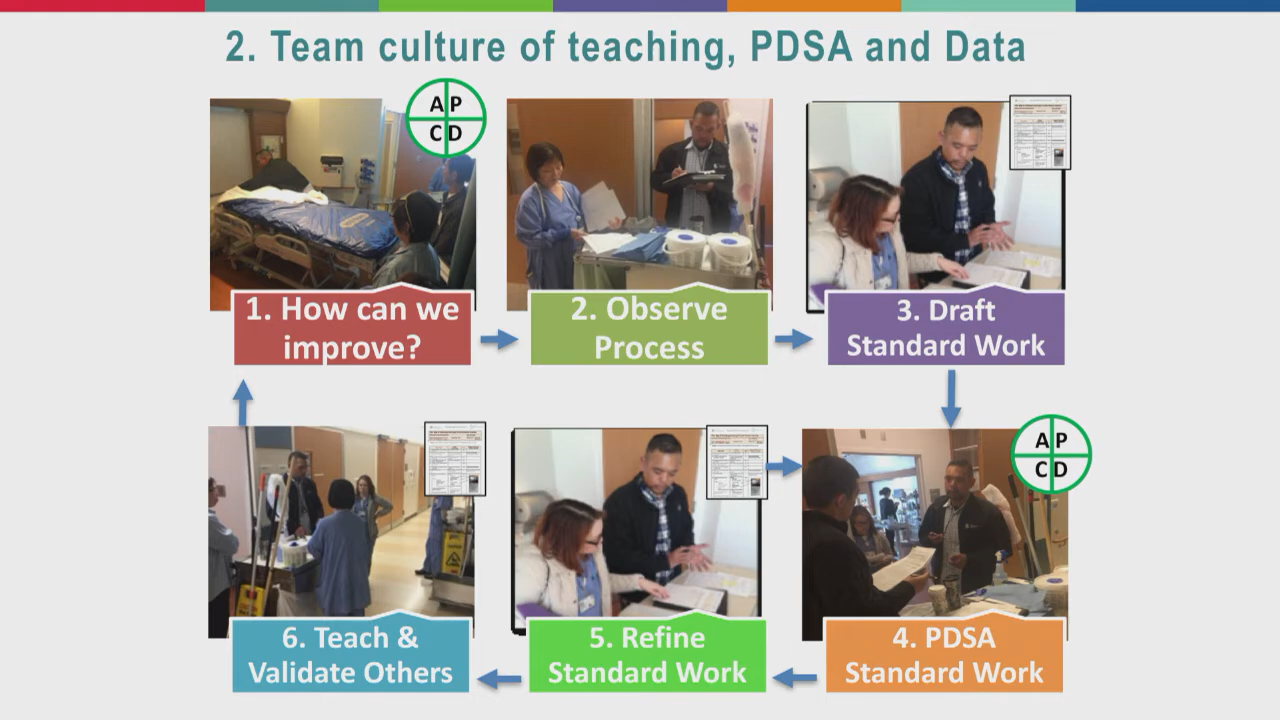 2. Team culture of teaching, PDSA and Data
A P
C D
1. How can we
improve?
2. Observe
Process
3. Draft
Standard Work
A P
C D
6. Teach &
Validate Others
5. Refine
Standard Work
4. PDSA
Standard Work